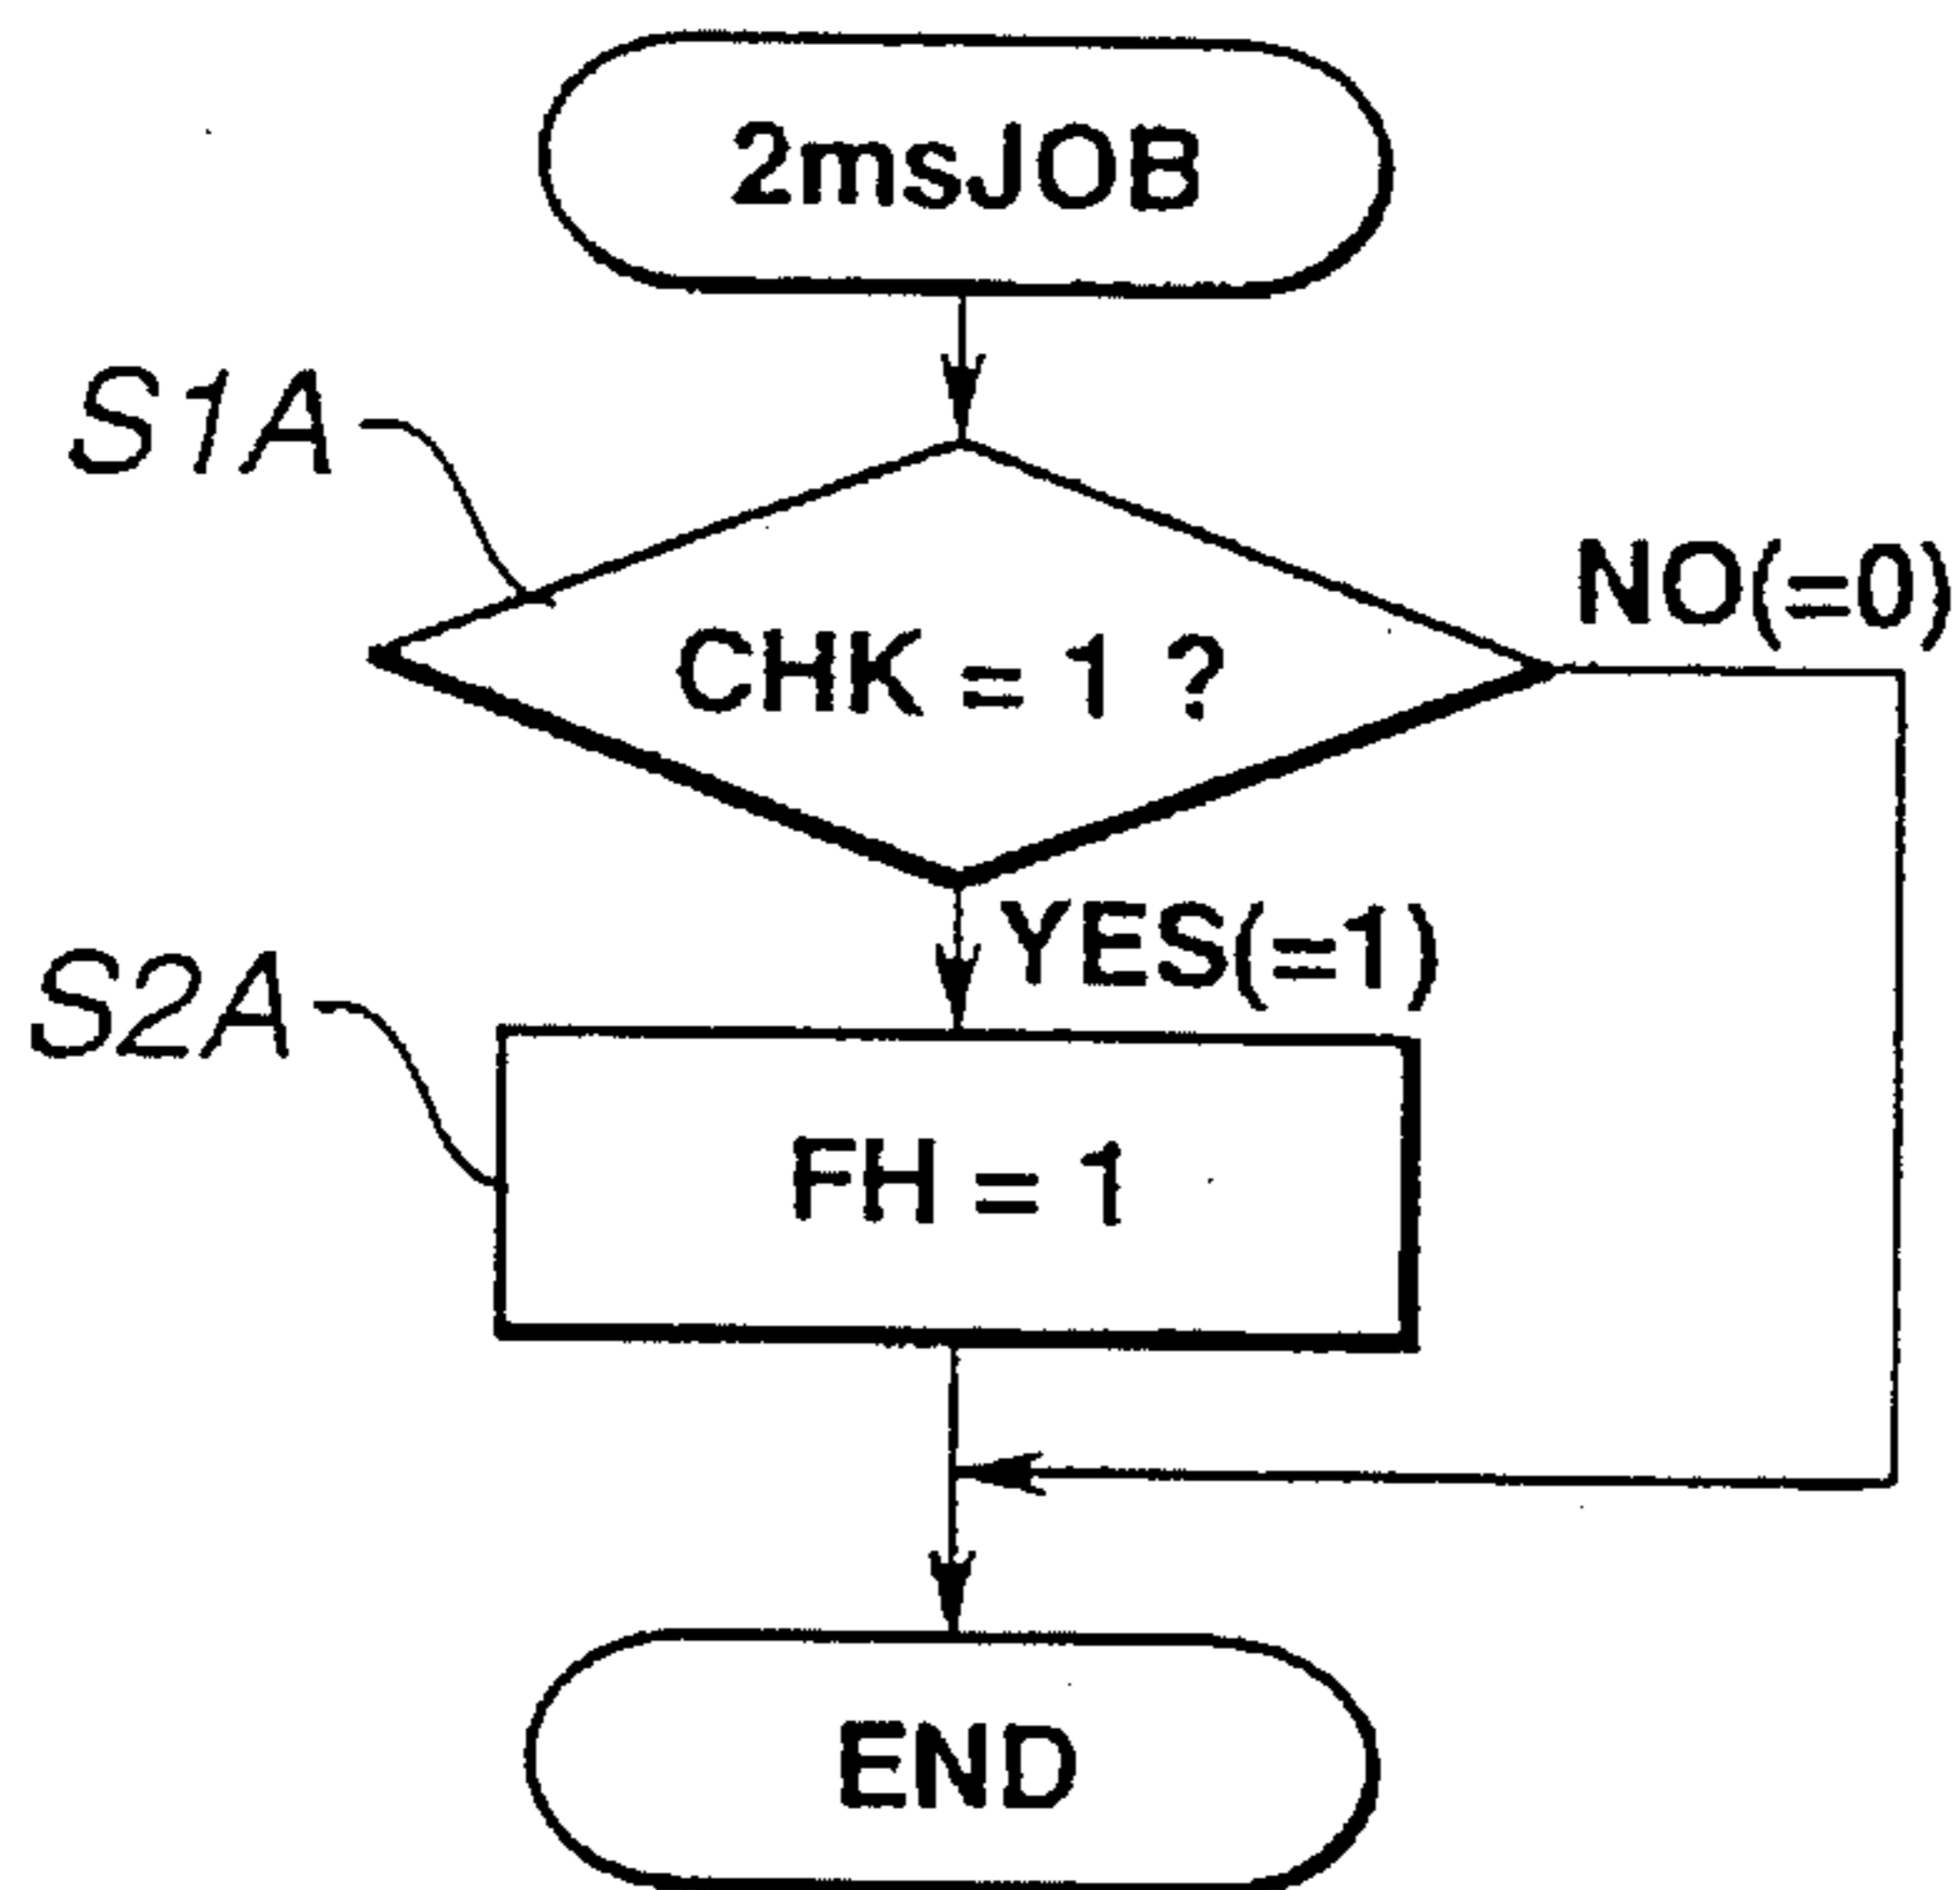 2msJOB
S1A
NO(=0)
CHK = 1 ?
YES(=1)
S2A
FH = 1
END